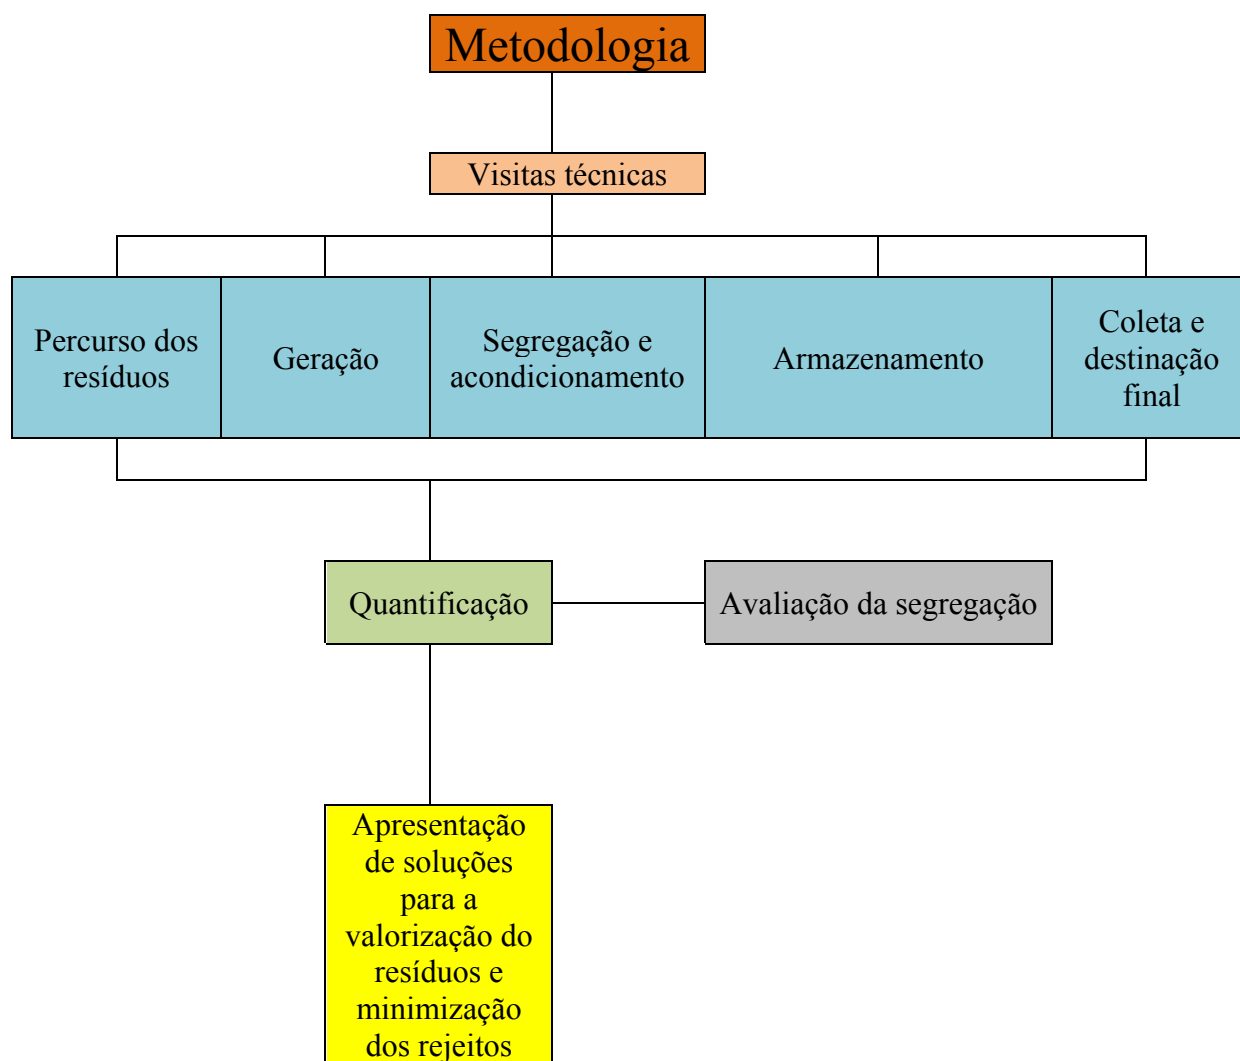 Metodologia
Visitas técnicas
Percurso dos
resíduos
Geração
Segregação e
acondicionamento
Armazenamento
Coleta e
destinação
final
Quantificação
Avaliação da segregação
Apresentação
de soluções
para a
valorização do
resíduos e
minimização
dos rejeitos